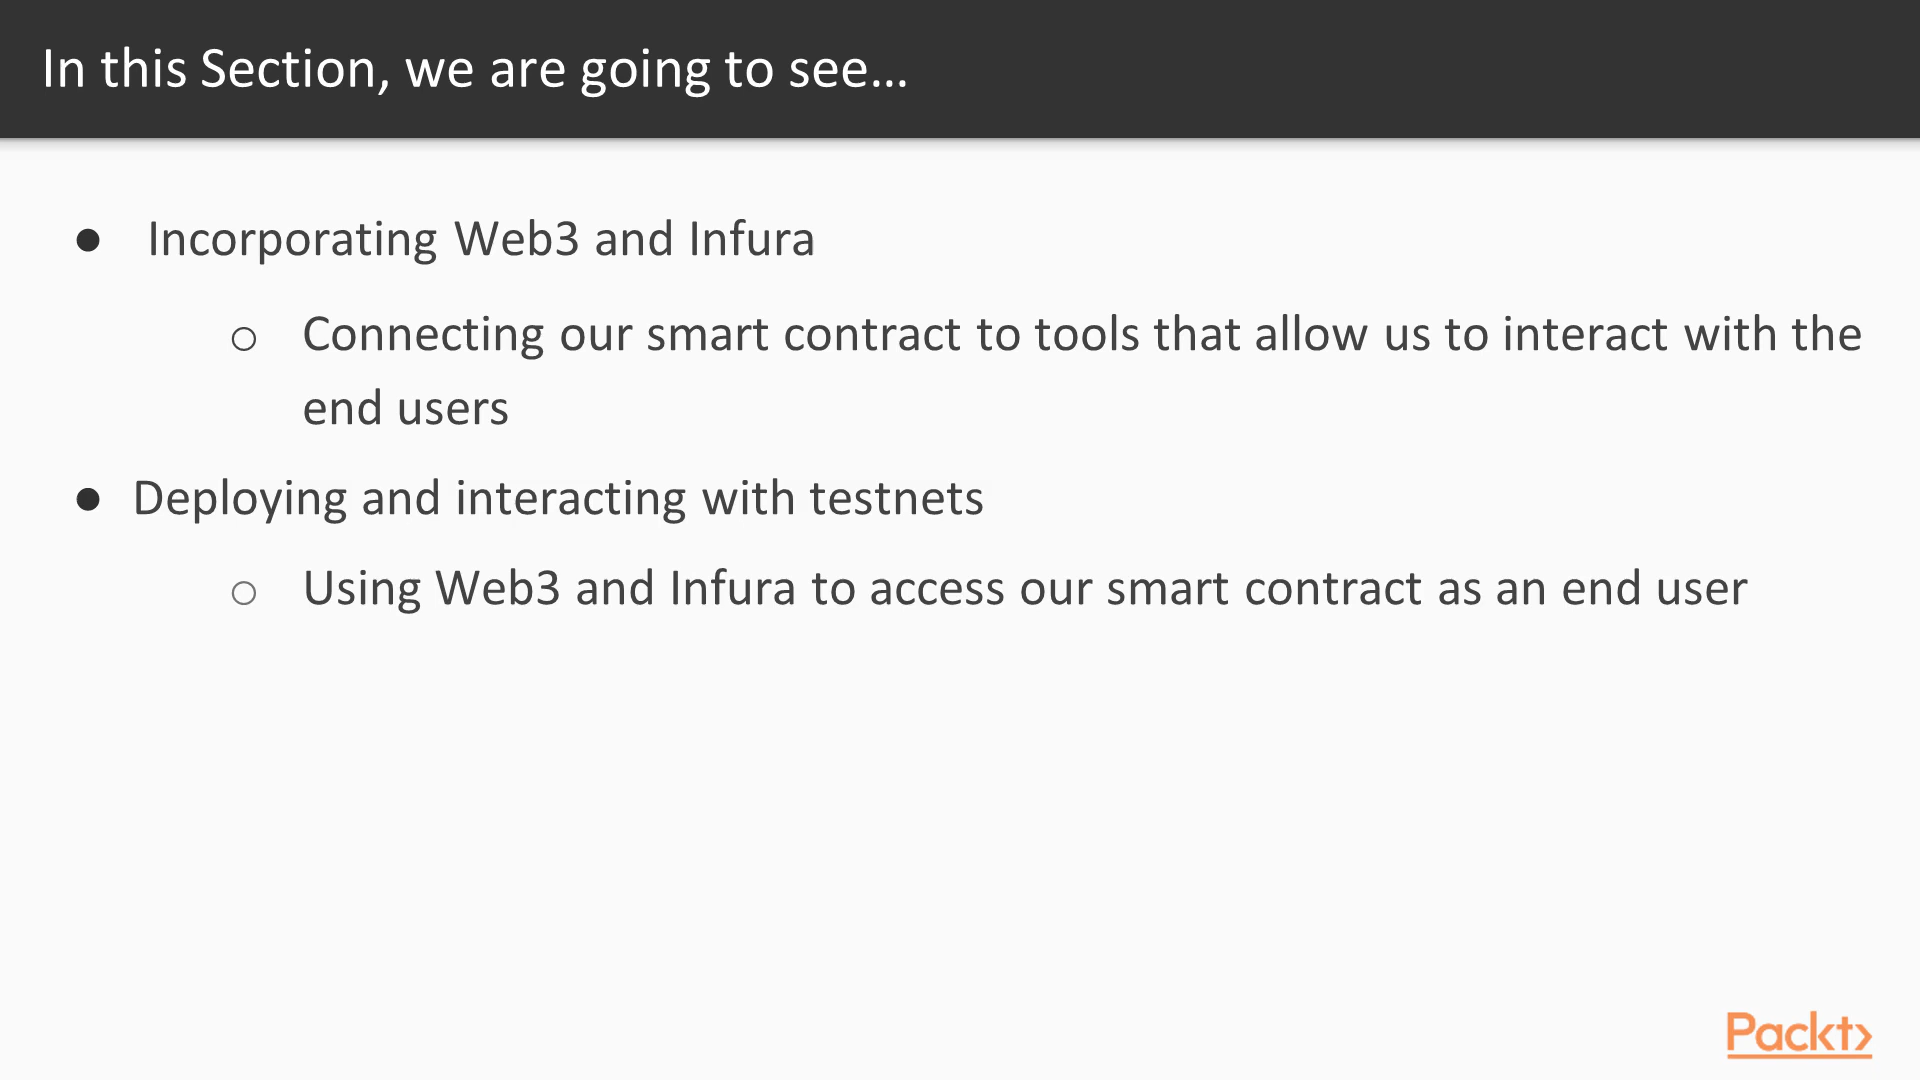 In this Section, we are going to see…
● Incorporating Web3 and Infura
○ Connecting our smart contract to tools that allow us to interact with the
end users
● Deploying and interacting with testnets
○ Using Web3 and Infura to access our smart contract as an end user
Packt>